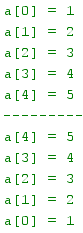 a[0] = 1
a[1] = 2
a[2] = 3
a[3] = 4
a[4] = 5
----------
a[4] = 5
a[3] = 4
a[2] = 3
a[1] = 2
a[0] = 1